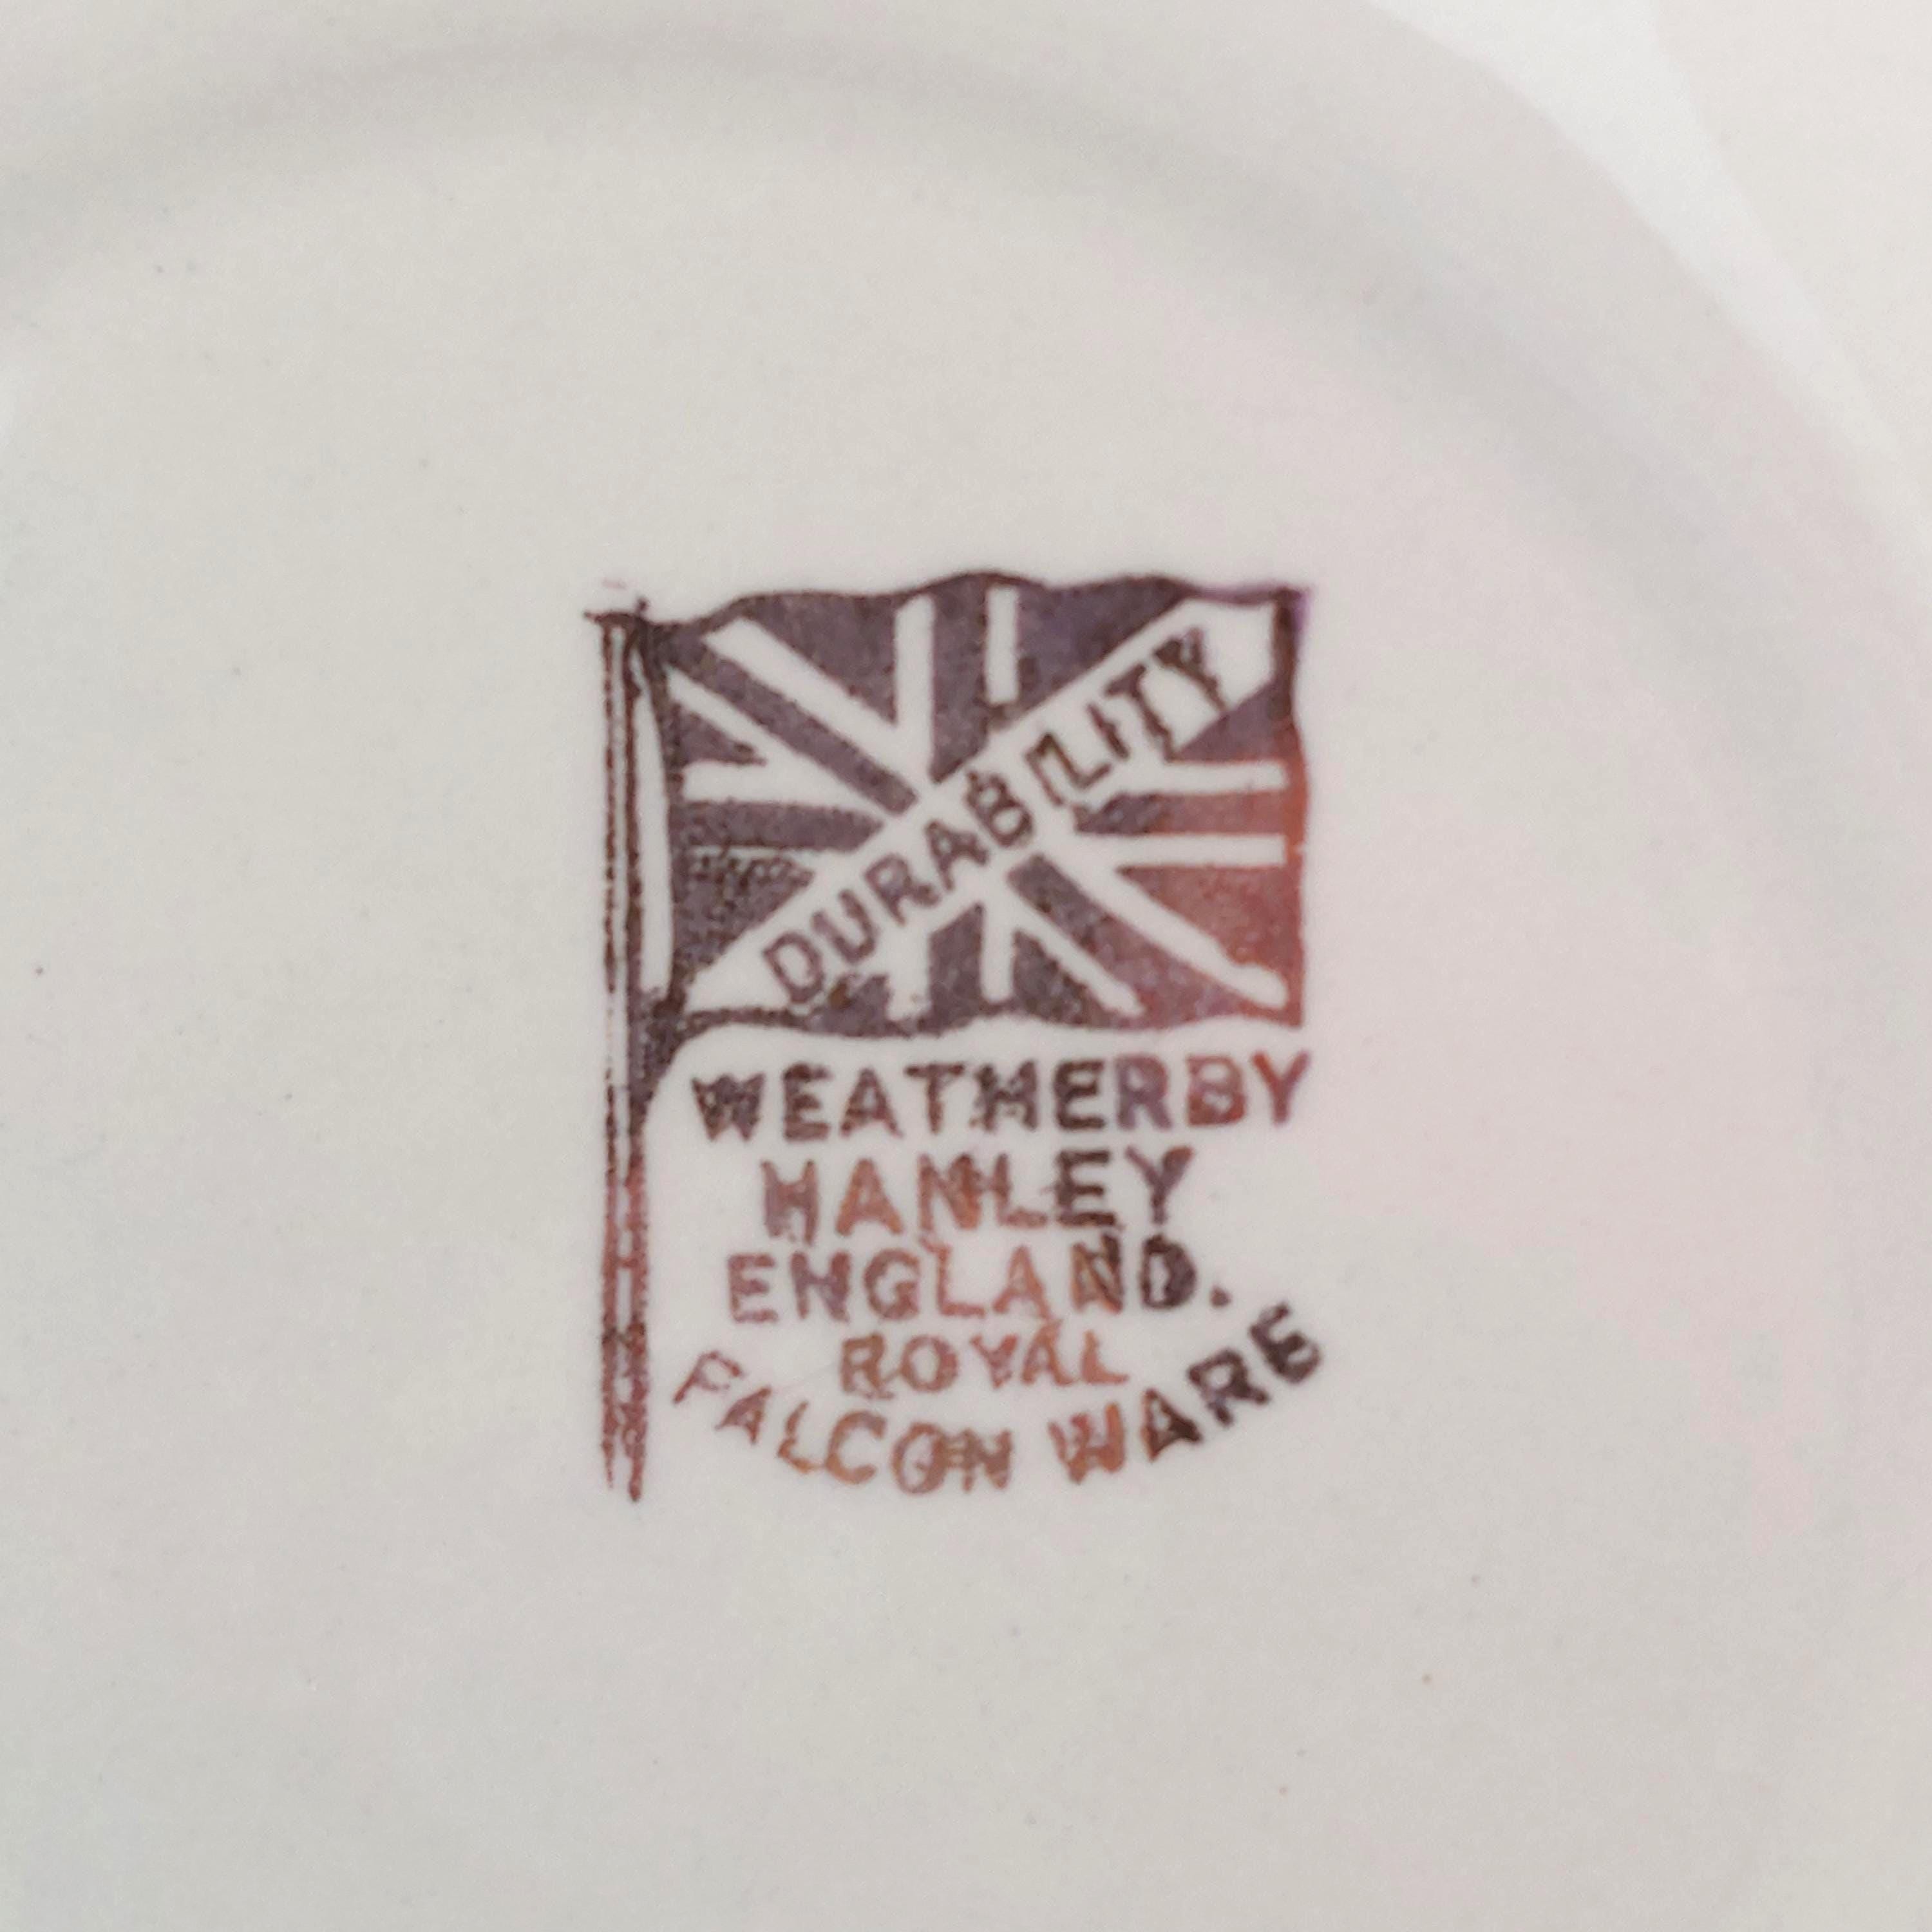 DURABILITY
WEATHERBY
HANLEY
ENGLAND.
ROYAL
FALCON WARE